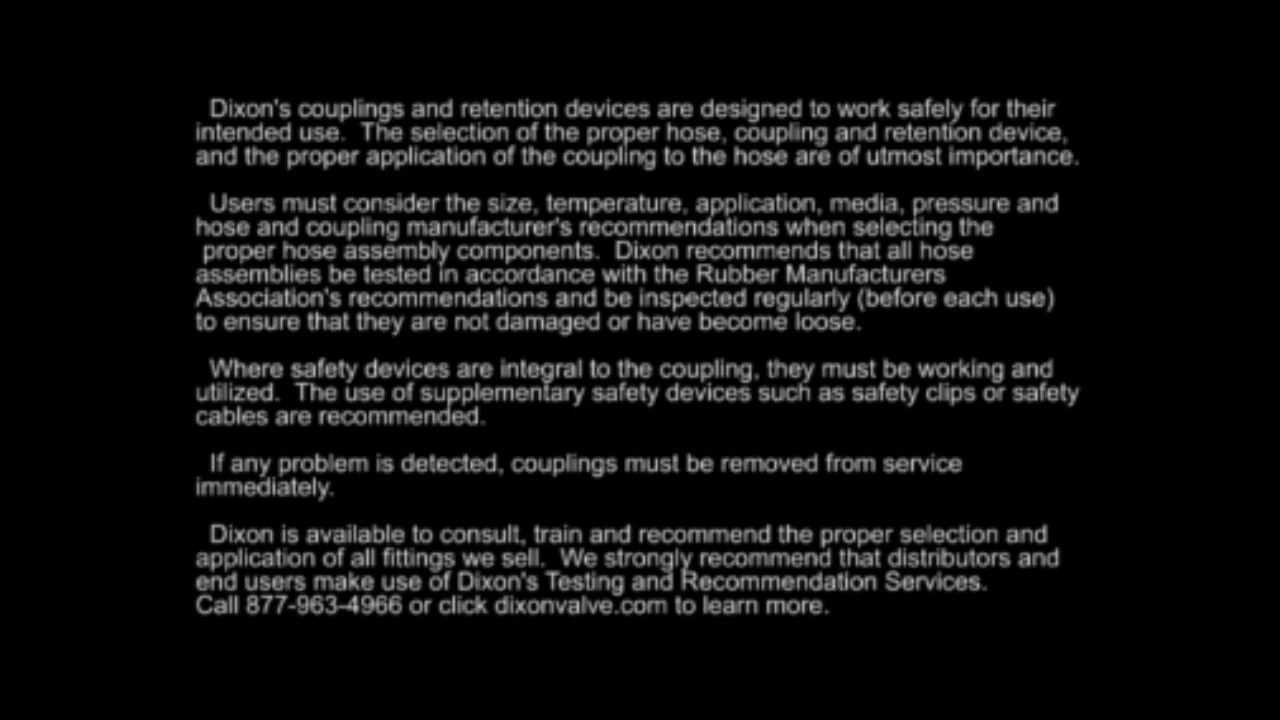 Dixon's couplings and retention devices are designed to work safely for their
intended use.  The selection of the proper hose, coupling and retention device,
and the proper application of the coupling to the hose are of utmost importance.
Users must consider the size, temperature, application, media, pressure and
hose and coupling manufacturer's recommendations when selecting the
proper hose assembly components.  Dixon recommends that all hose
assemblies be tested in accordance with the Rubber Manufacturers
Association's recommendations and be inspected regularly (before each use)
to ensure that they are not damaged or have become loose.
Where safety devices are integral to the coupling, they must be working and
utilized.  The use of supplementary safety devices such as safety clips or safety
cables are recommended.
If any problem is detected, couplings must be removed from service
immediately.
Dixon is available to consult, train and recommend the proper selection and
application of all fittings we sell.  We strongly recommend that distributors and
end users make use of Dixon's Testing and Recommendation Services.
Call 877-963-4966 or click dixonvalve.com to learn more.